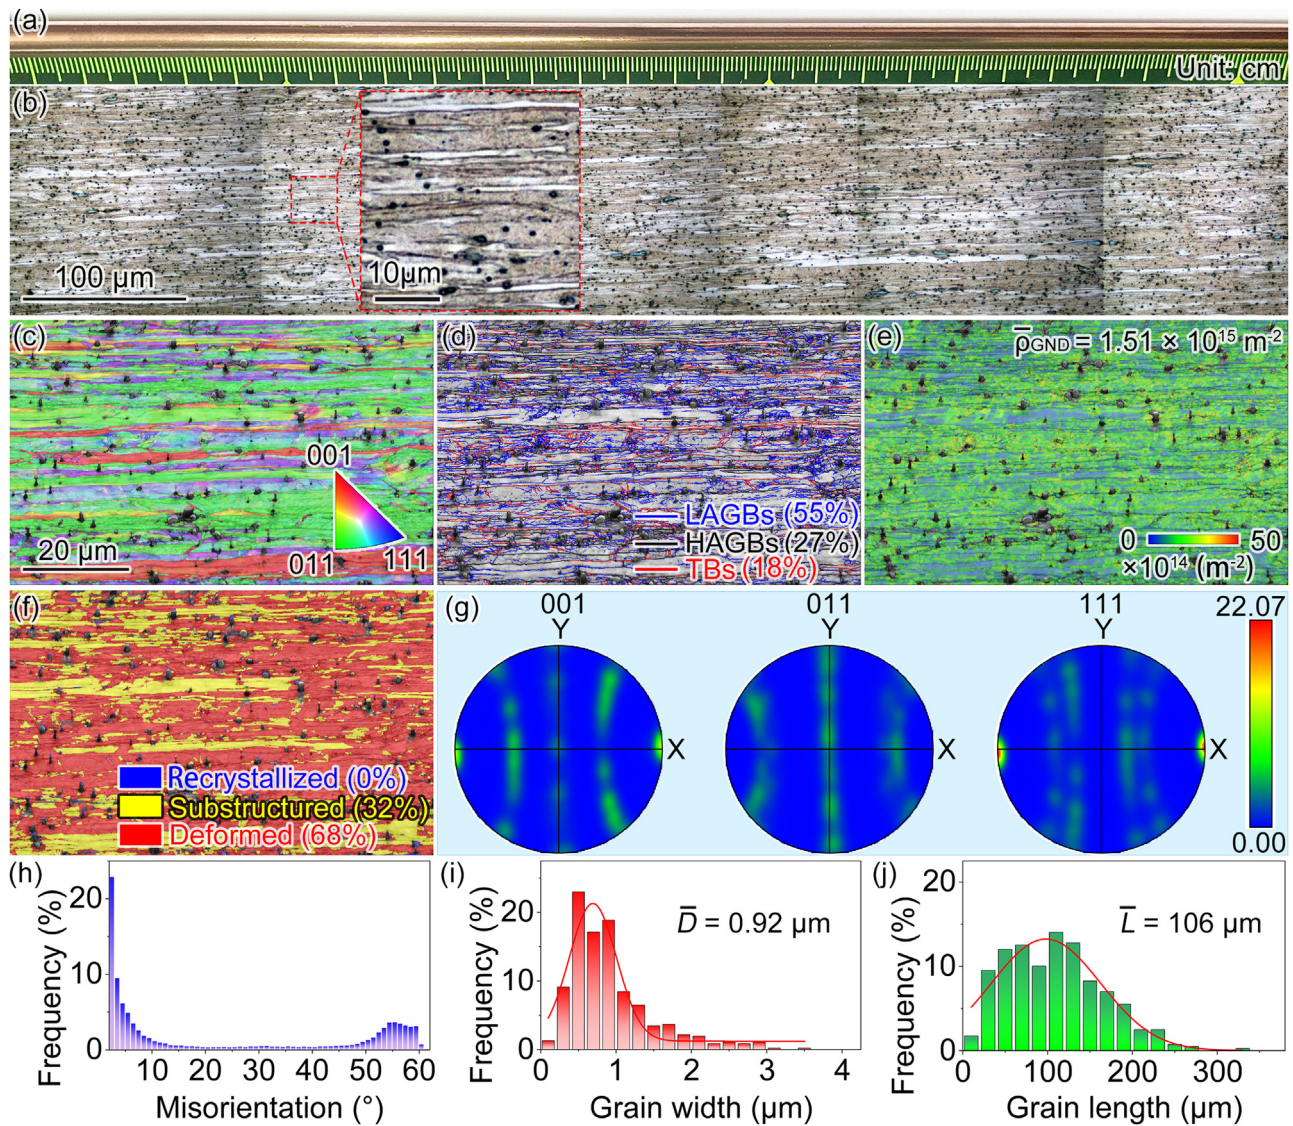 (a)
Unit: cm
(b)
100 μm
10μm
(c)
001
011
111
20 μm
(d)
LAGBs (55%)
HAGBs (27%)
TBs (18%)
(e)
ρ̅GND = 1.51 × 10¹⁵ m⁻²
0 50
×10¹⁴ (m⁻²)
(f)
Recrystallized (0%)
Substructured (32%)
Deformed (68%)
(g)
001 011 111
Y Y Y
X X X
22.07
0.00
(h)
Frequency (%)
20
10
0
10 20 30 40 50 60
Misorientation (°)
(i)
Frequency (%)
20
10
0
D̅ = 0.92 μm
0 1 2 3 4
Grain width (μm)
(j)
Frequency (%)
20
10
0
L̅ = 106 μm
0 100 200 300
Grain length (μm)